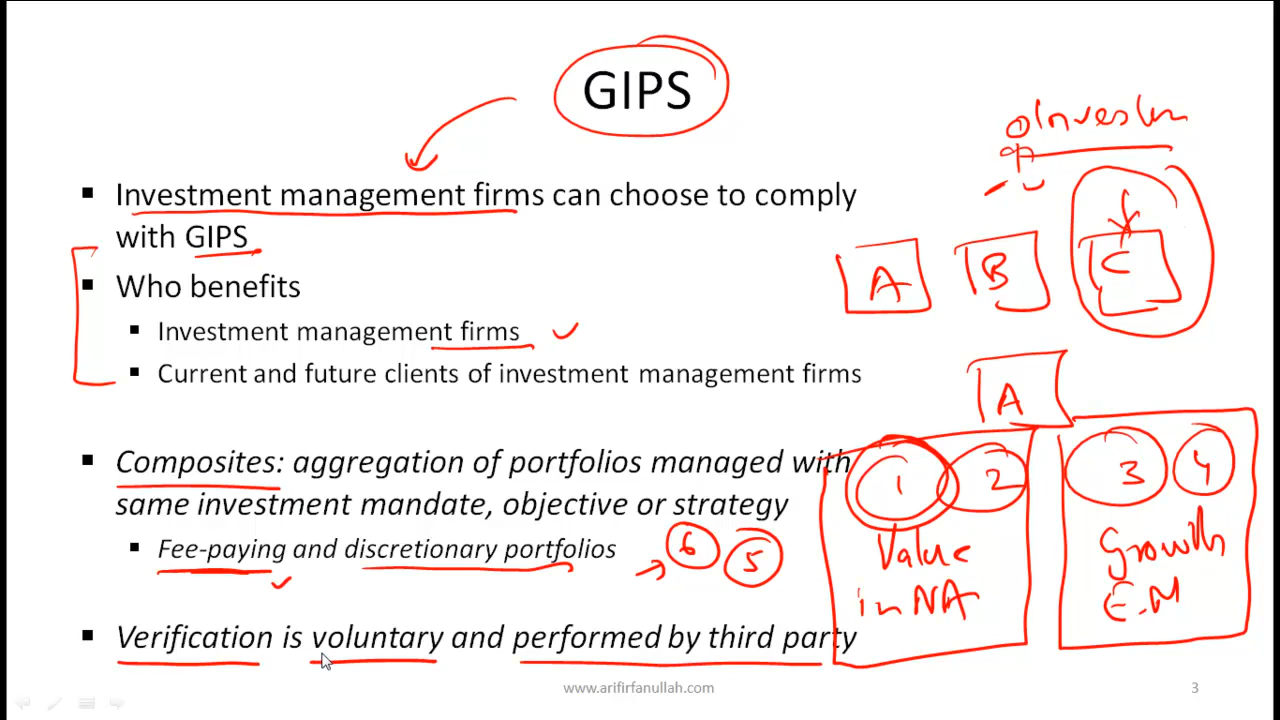 GIPS
Investment management firms can choose to comply
with GIPS
Who benefits
Investment management firms
Current and future clients of investment management firms
Composites: aggregation of portfolios managed with
same investment mandate, objective or strategy
Fee-paying and discretionary portfolios
6 5
Verification is voluntary and performed by third party
A B C
A
1 2 3 4
Value
in NA
Growth
E.M
www.arifirfanullah.com
3